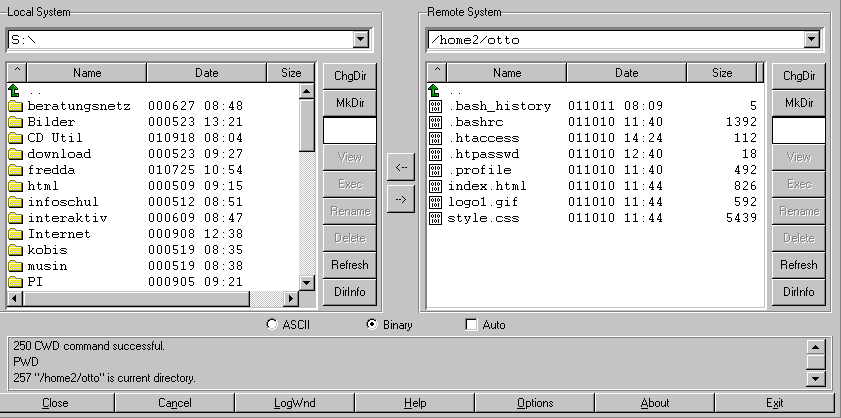 Local System
S:\
^ Name Date Size
..
beratungsnetz 000627 08:48
Bilder 000523 13:21
CD Util 010918 08:04
download 000523 09:27
fredda 010725 10:54
html 000509 09:15
infoschul 000512 08:51
interaktiv 000609 08:47
Internet 000908 12:38
kobis 000519 08:35
musin 000519 08:38
PI 000905 09:21
ChgDir
MkDir
View
Exec
Rename
Delete
Refresh
DirInfo
<--
-->
Remote System
/home2/otto
^ Name Date Size
..
.bash_history 011011 08:09 5
.bashrc 011010 11:40 1392
.htaccess 011010 14:24 112
.htpasswd 011010 12:40 18
.profile 011010 11:40 492
index.html 011010 11:44 826
logo1.gif 011010 11:44 592
style.css 011010 11:44 5439
ChgDir
MkDir
View
Exec
Rename
Delete
Refresh
DirInfo
ASCII Binary Auto
250 CWD command successful.
PWD
257 "/home2/otto" is current directory.
Close Cancel LogWnd Help Options About Exit